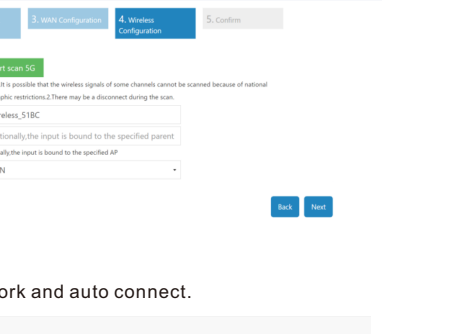 3. WAN Configuration
4. Wireless
Configuration
5. Confirm
rt scan 5G
.It is possible that the wireless signals of some channels cannot be scanned because of national
phic restrictions.2.There may be a disconnect during the scan.
reless_51BC
tionally,the input is bound to the specified parent
ally,the input is bound to the specified AP
N
Back Next
ork and auto connect.